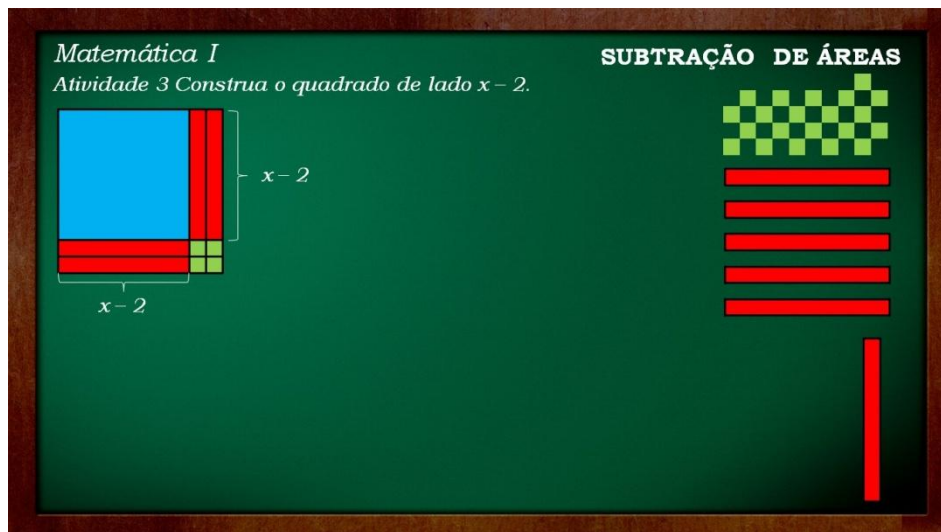 Matemática I
SUBTRAÇÃO DE ÁREAS
Atividade 3 Construa o quadrado de lado x – 2.
x – 2
x – 2